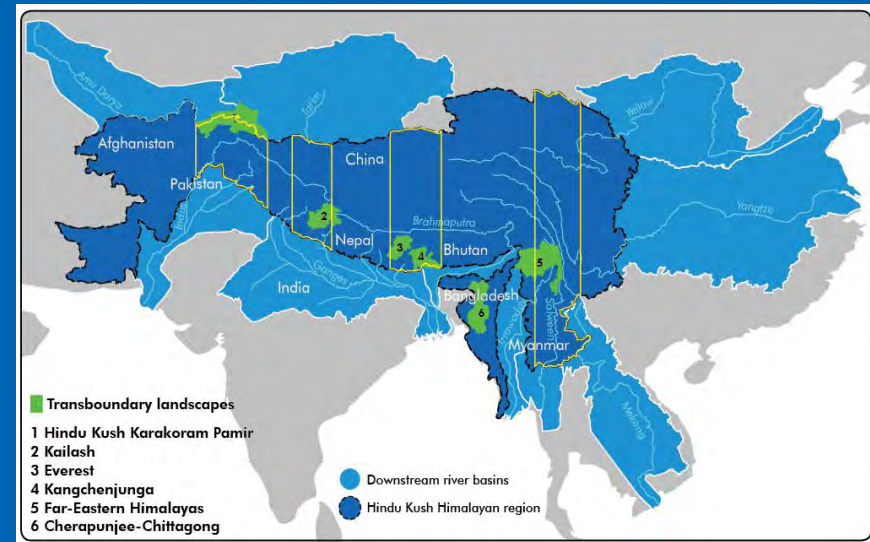 Amu Darya
Tarim
Yellow
Afghanistan
China
Pakistan
Indus
Yangtze
2
Brahmaputra
Nepal
3
4
Bhutan
5
Ganges
India
Bangladesh
6
Irrawaddy
Salween
Myanmar
Mekong
Transboundary landscapes
1 Hindu Kush Karakoram Pamir
2 Kailash
3 Everest
4 Kangchenjunga
5 Far-Eastern Himalayas
6 Cherapunjee-Chittagong
Downstream river basins
Hindu Kush Himalayan region